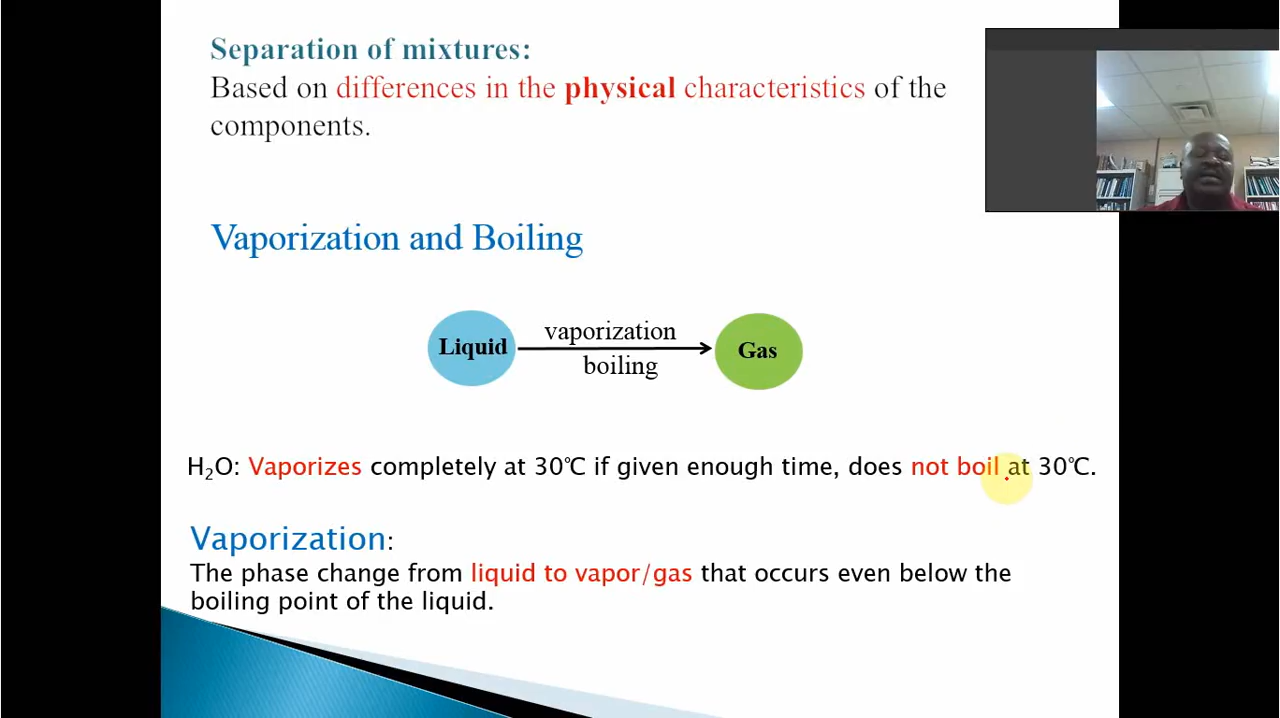 Separation of mixtures:
Based on differences in the physical characteristics of the
components.
Vaporization and Boiling
Liquid
vaporization
boiling
Gas
H₂O: Vaporizes completely at 30℃ if given enough time, does not boil at 30℃.
Vaporization:
The phase change from liquid to vapor/gas that occurs even below the
boiling point of the liquid.